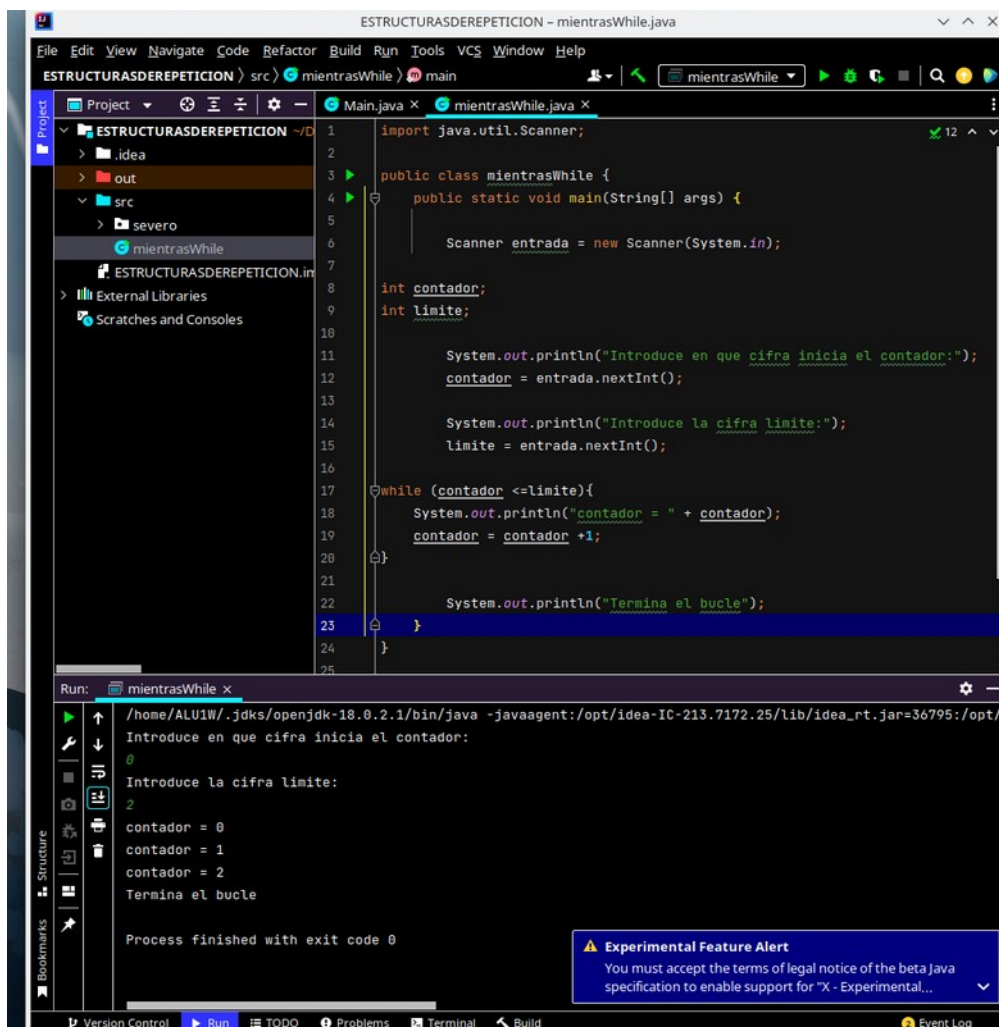 ESTRUCTURASDEREPETICION – mientrasWhile.java
File Edit View Navigate Code Refactor Build Run Tools VCS Window Help
ESTRUCTURASDEREPETICION src mientrasWhile main mientrasWhile
Project Main.java mientrasWhile.java
Project
ESTRUCTURASDEREPETICION ~/D
.idea
out
src
severo
mientrasWhile
ESTRUCTURASDEREPETICION.im
External Libraries
Scratches and Consoles
12
1 import java.util.Scanner;
2
3 public class mientrasWhile {
4 public static void main(String[] args) {
5
6 Scanner entrada = new Scanner(System.in);
7
8 int contador;
9 int limite;
10
11 System.out.println("Introduce en que cifra inicia el contador:");
12 contador = entrada.nextInt();
13
14 System.out.println("Introduce la cifra limite:");
15 limite = entrada.nextInt();
16
17 while (contador <=limite){
18 System.out.println("contador = " + contador);
19 contador = contador +1;
20 }
21
22 System.out.println("Termina el bucle");
23 }
24 }
25
Run: mientrasWhile
/home/ALU1W/.jdks/openjdk-18.0.2.1/bin/java -javaagent:/opt/idea-IC-213.7172.25/lib/idea_rt.jar=36795:/opt/
Introduce en que cifra inicia el contador:
0
Introduce la cifra limite:
2
contador = 0
contador = 1
contador = 2
Termina el bucle
Process finished with exit code 0
Structure
Bookmarks
Experimental Feature Alert
You must accept the terms of legal notice of the beta Java
specification to enable support for "X - Experimental...
Version Control Run TODO Problems Terminal Build 2 Event Log